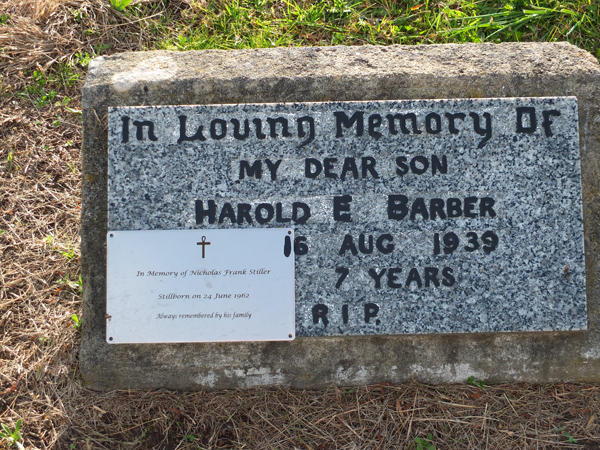 In Loving Memory Of
MY DEAR SON
HAROLD E BARBER
16 AUG 1939
7 YEARS
R.I.P.
In Memory of Nicholas Frank Stiller
Stillborn on 24 June 1962
Always remembered by his family